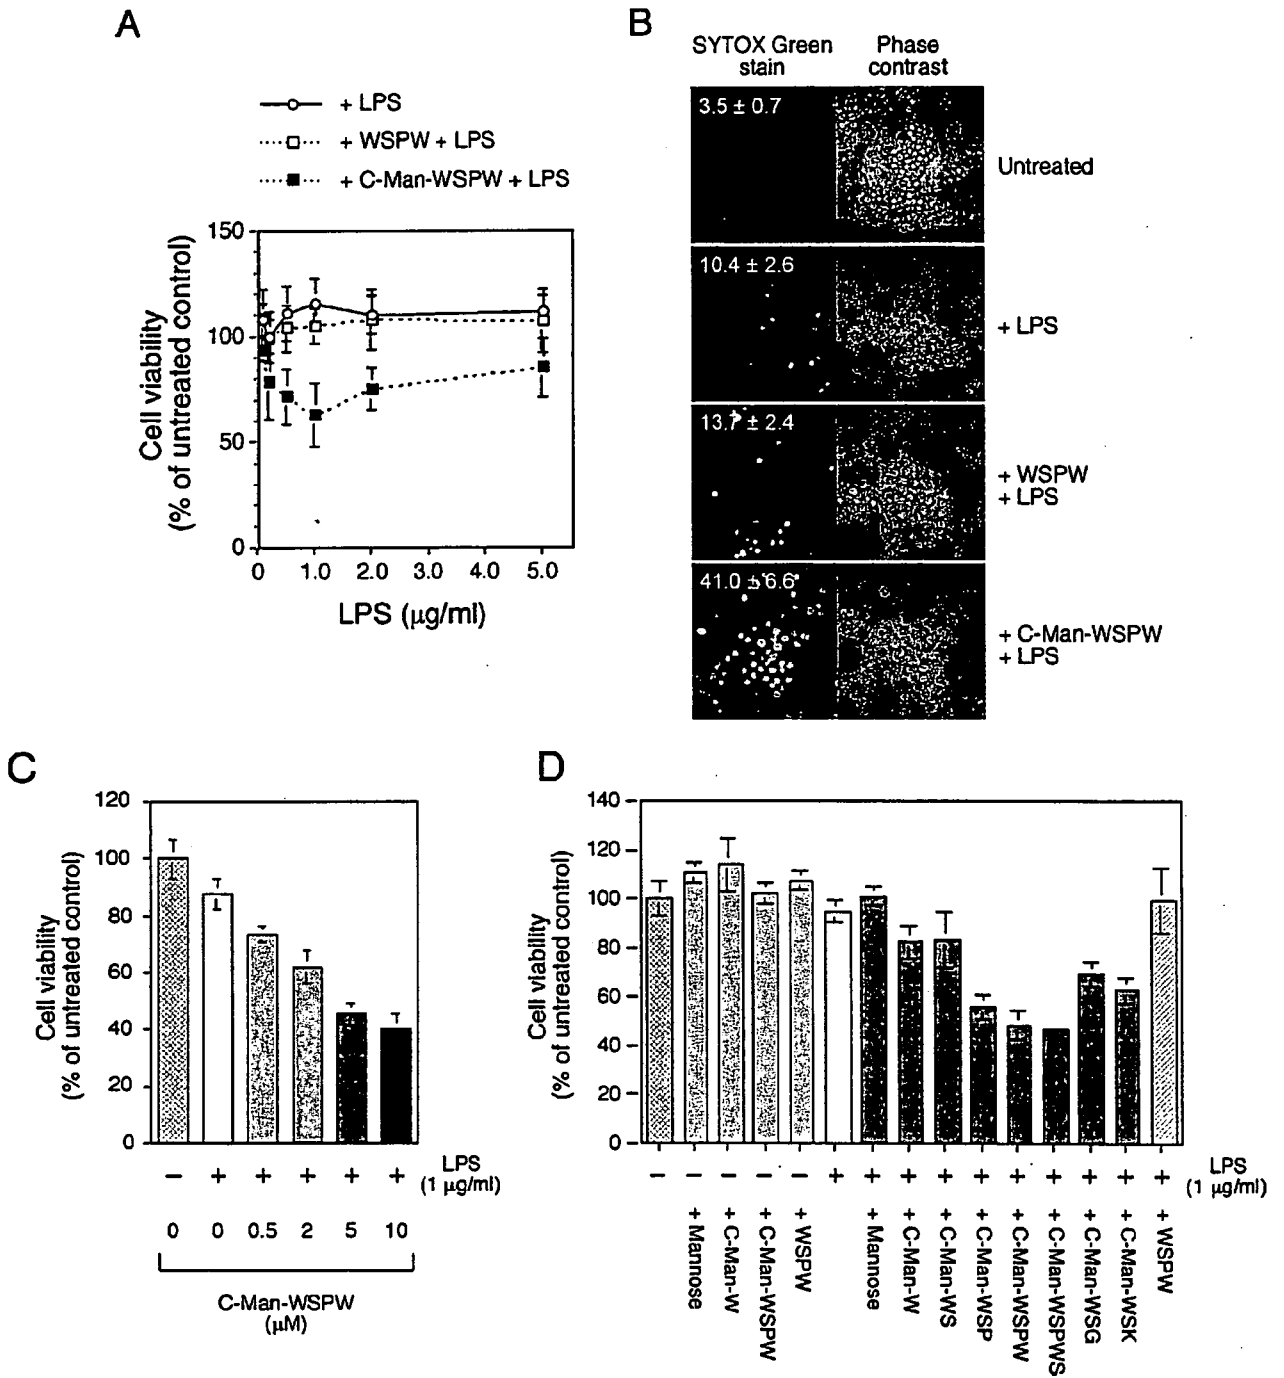 A
+ LPS
+ WSPW + LPS
+ C-Man-WSPW + LPS
Cell viability
(% of untreated control)
150
100
50
0
0 1.0 2.0 3.0 4.0 5.0
LPS (μg/ml)
B
SYTOX Green
stain
Phase
contrast
3.5 ± 0.7
Untreated
10.4 ± 2.6
+ LPS
13.7 ± 2.4
+ WSPW
+ LPS
41.0 ± 6.6
+ C-Man-WSPW
+ LPS
C
Cell viability
(% of untreated control)
120
100
80
60
40
20
0
− + + + + +
LPS
(1 μg/ml)
0 0 0.5 2 5 10
C-Man-WSPW
(μM)
D
Cell viability
(% of untreated control)
140
120
100
80
60
40
20
0
− − − − − + + + + + + + + + +
LPS
(1 μg/ml)
+ Mannose
+ C-Man-W
+ C-Man-WSPW
+ WSPW
+ Mannose
+ C-Man-W
+ C-Man-WS
+ C-Man-WSP
+ C-Man-WSPW
+ C-Man-WSPWS
+ C-Man-WSG
+ C-Man-WSK
+ WSPW